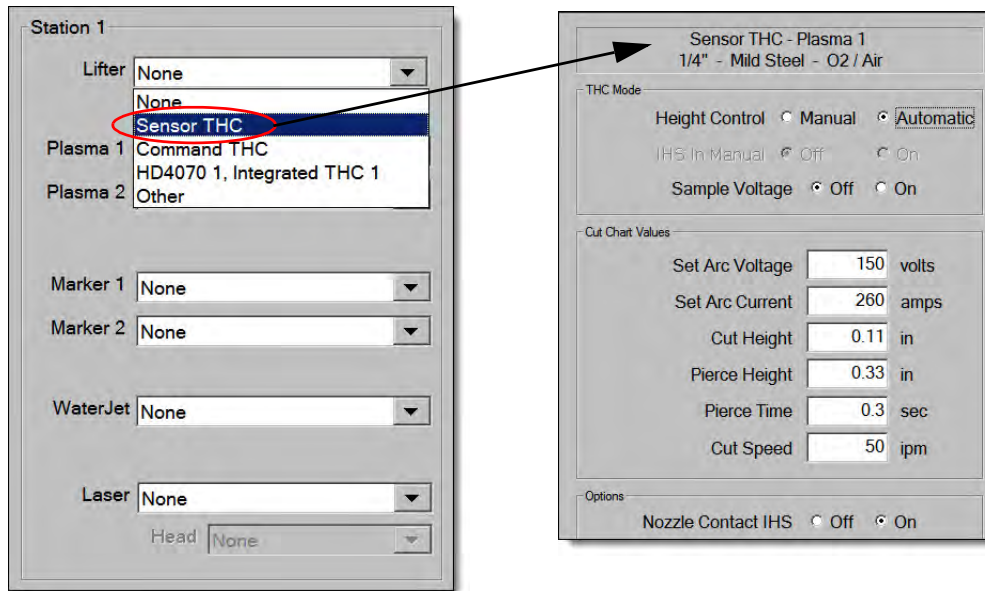 Station 1
Lifter None
None
Sensor THC
Plasma 1 Command THC
HD4070 1, Integrated THC 1
Plasma 2 Other
Marker 1 None
Marker 2 None
WaterJet None
Laser None
Head None
Sensor THC - Plasma 1
1/4" - Mild Steel - O2 / Air
THC Mode
Height Control Manual Automatic
IHS In Manual Off On
Sample Voltage Off On
Cut Chart Values
Set Arc Voltage 150 volts
Set Arc Current 260 amps
Cut Height 0.11 in
Pierce Height 0.33 in
Pierce Time 0.3 sec
Cut Speed 50 ipm
Options
Nozzle Contact IHS Off On